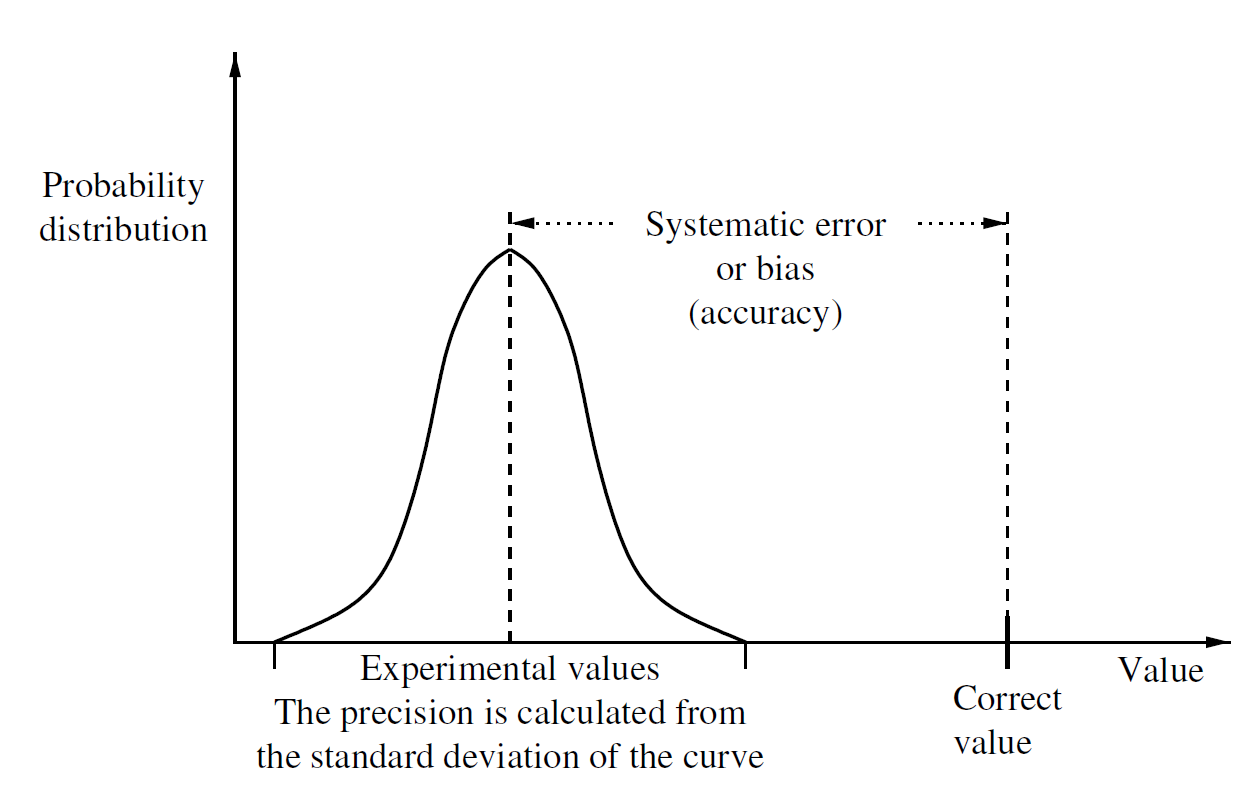 Probability
distribution
Systematic error
or bias
(accuracy)
Experimental values
The precision is calculated from
the standard deviation of the curve
Correct
value
Value